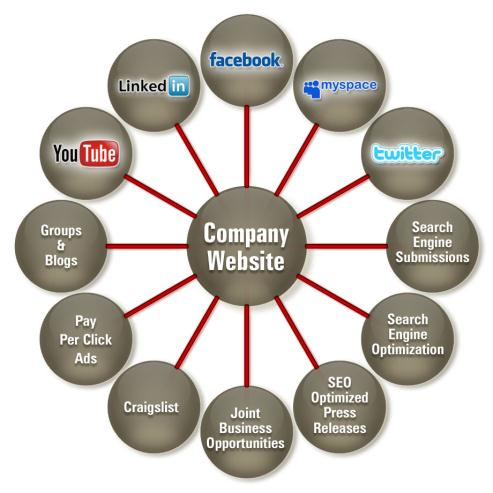 facebook
myspace
twitter
Search
Engine
Submissions
Search
Engine
Optimization
SEO
Optimized
Press
Releases
Joint
Business
Opportunities
Craigslist
Pay
Per Click
Ads
Groups
&
Blogs
YouTube
Linked in
Company
Website